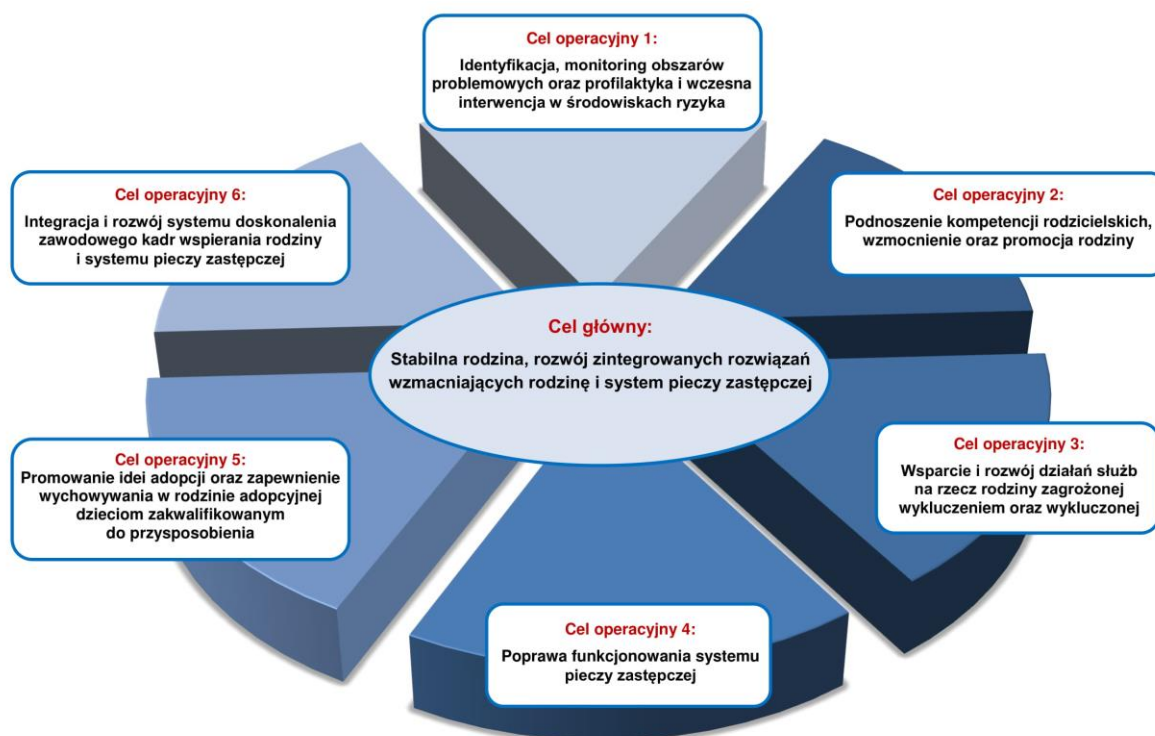 Cel operacyjny 1:
Identyfikacja, monitoring obszarów
problemowych oraz profilaktyka i wczesna
interwencja w środowiskach ryzyka
Cel operacyjny 2:
Podnoszenie kompetencji rodzicielskich,
wzmocnienie oraz promocja rodziny
Cel operacyjny 3:
Wsparcie i rozwój działań służb
na rzecz rodziny zagrożonej
wykluczeniem oraz wykluczonej
Cel operacyjny 4:
Poprawa funkcjonowania systemu
pieczy zastępczej
Cel operacyjny 5:
Promowanie idei adopcji oraz zapewnienie
wychowywania w rodzinie adopcyjnej
dzieciom zakwalifikowanym
do przysposobienia
Cel operacyjny 6:
Integracja i rozwój systemu doskonalenia
zawodowego kadr wspierania rodziny
i systemu pieczy zastępczej
Cel główny:
Stabilna rodzina, rozwój zintegrowanych rozwiązań
wzmacniających rodzinę i system pieczy zastępczej